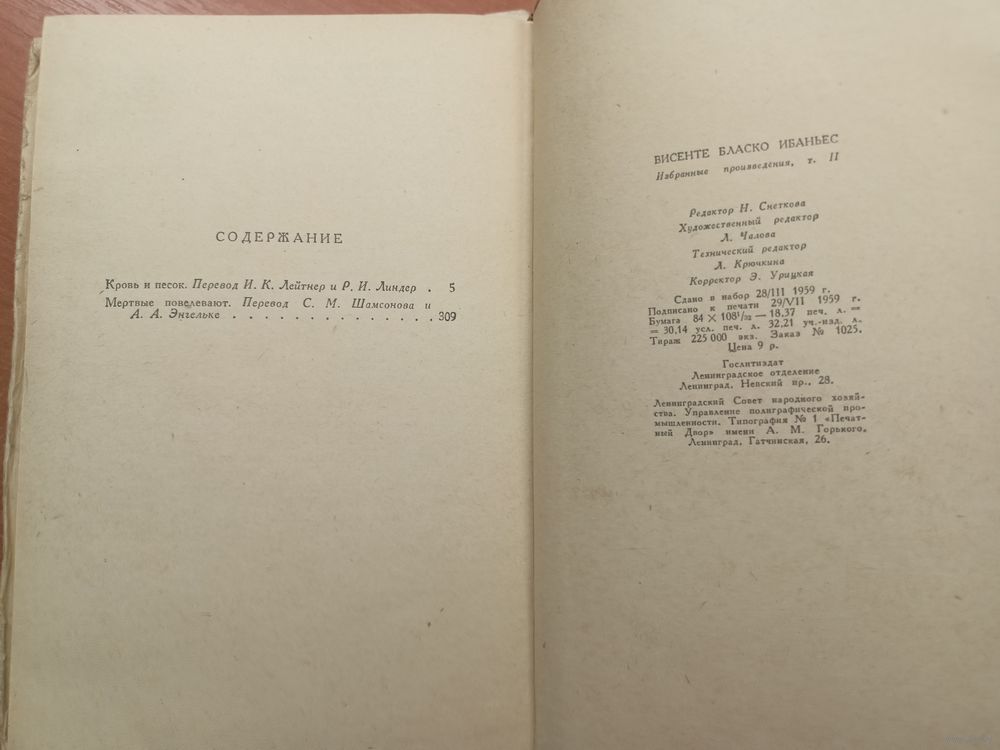 СОДЕРЖАНИЕ
Кровь и песок. Перевод И. К. Лейтнер и Р. И. Линдер . 5
Мертвые повелевают. Перевод С. М. Шамсонова и
А. А. Энгельке . . . . . . . . . . . . . . 309
ВИСЕНТЕ БЛАСКО ИБАНЬЕС
Избранные произведения, т. II
Редактор Н. Снеткова
Художественный редактор
Л. Чалова
Технический редактор
Л. Крючкина
Корректор Э. Урицкая
Сдано в набор 28/III 1959 г.
Подписано к печати 29/VII 1959 г.
Бумага 84 × 108¹/₃₂ — 18,37 печ. л. =
= 30,14 усл. печ. л. 32,21 уч.-изд. л.
Тираж 225 000 экз. Заказ № 1025.
Цена 9 р.
Гослитиздат
Ленинградское отделение
Ленинград, Невский пр., 28.
Ленинградский Совет народного хозяй-
ства. Управление полиграфической про-
мышленности. Типография № 1 «Печат-
ный Двор» имени А. М. Горького.
Ленинград, Гатчинская, 26.